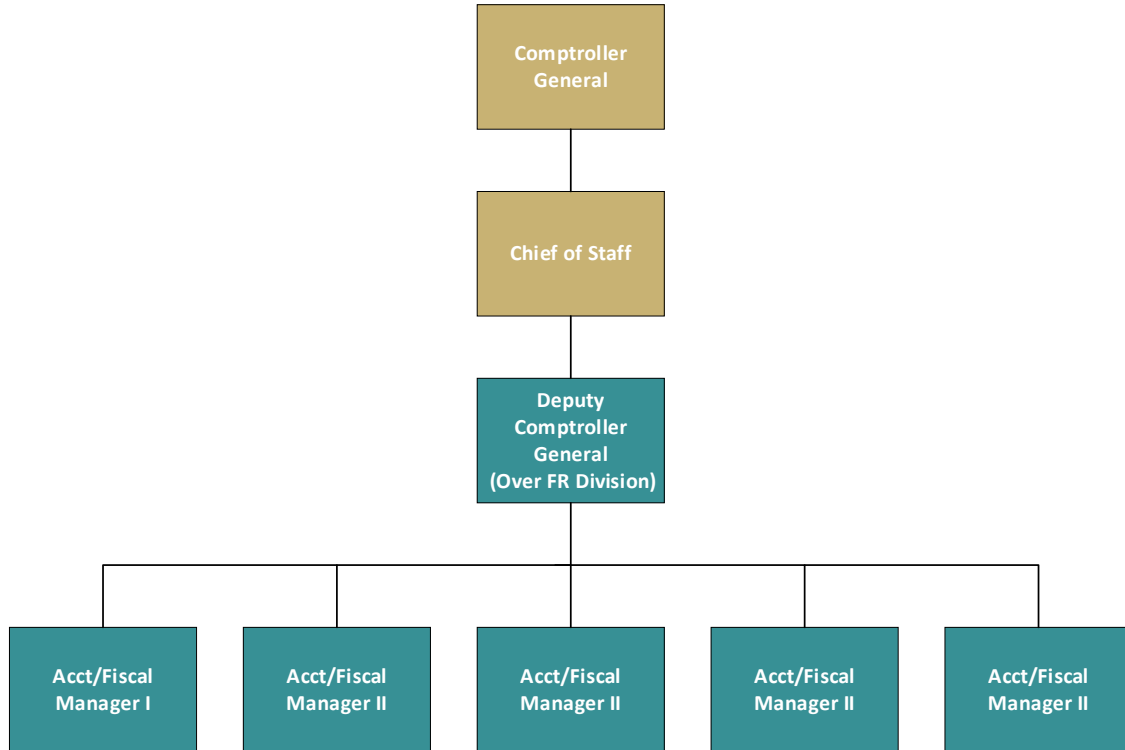 Comptroller
General
Chief of Staff
Deputy
Comptroller
General
(Over FR Division)
Acct/Fiscal
Manager I
Acct/Fiscal
Manager II
Acct/Fiscal
Manager II
Acct/Fiscal
Manager II
Acct/Fiscal
Manager II